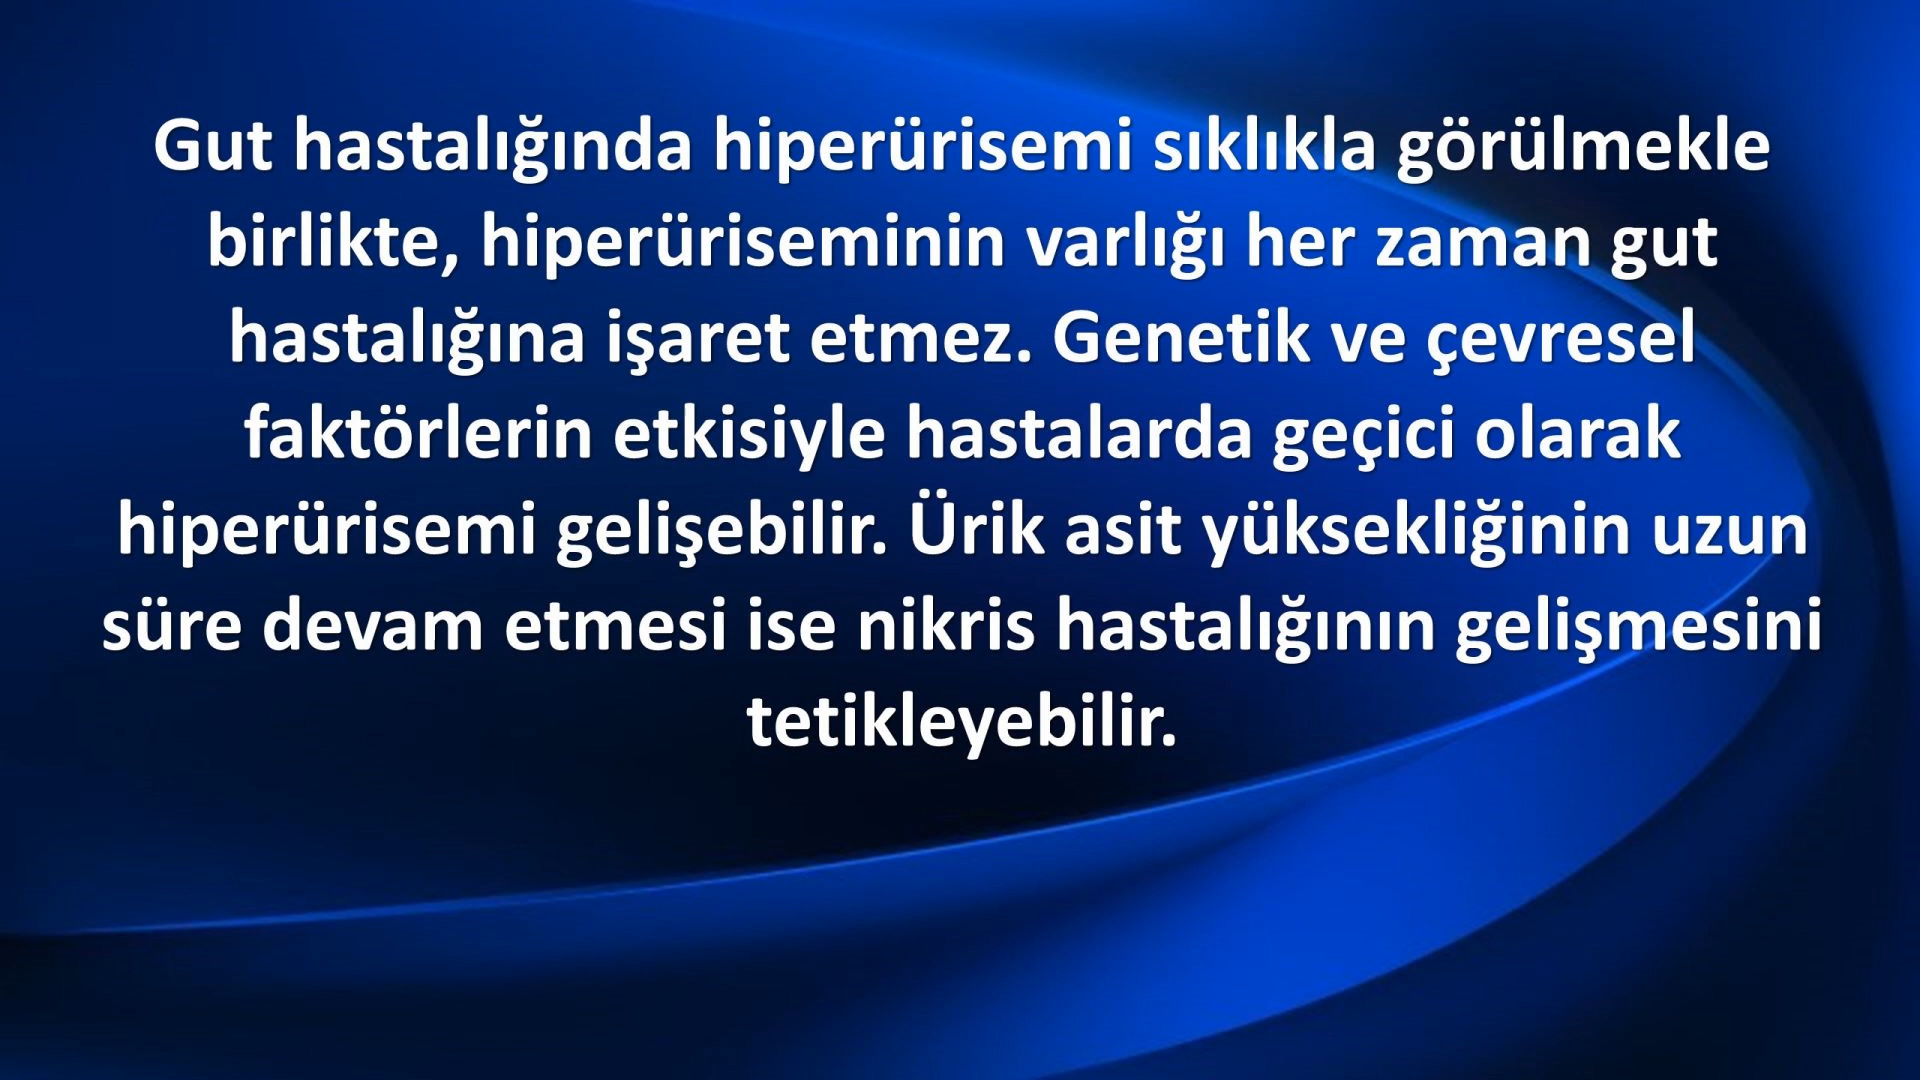 Gut hastalığında hiperürisemi sıklıkla görülmekle
birlikte, hiperüriseminin varlığı her zaman gut
hastalığına işaret etmez. Genetik ve çevresel
faktörlerin etkisiyle hastalarda geçici olarak
hiperürisemi gelişebilir. Ürik asit yüksekliğinin uzun
süre devam etmesi ise nikris hastalığının gelişmesini
tetikleyebilir.